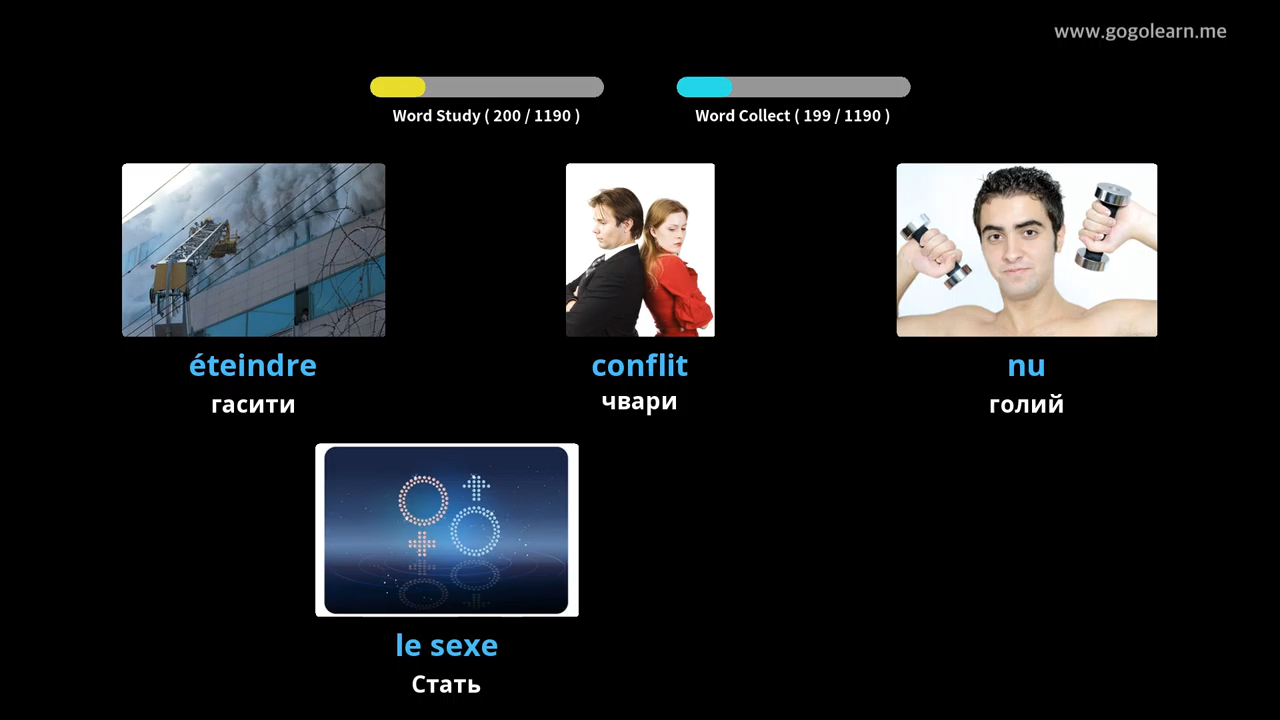 www.gogolearn.me
Word Study ( 200 / 1190 )
Word Collect ( 199 / 1190 )
éteindre
гасити
conflit
чвари
nu
голий
le sexe
Стать